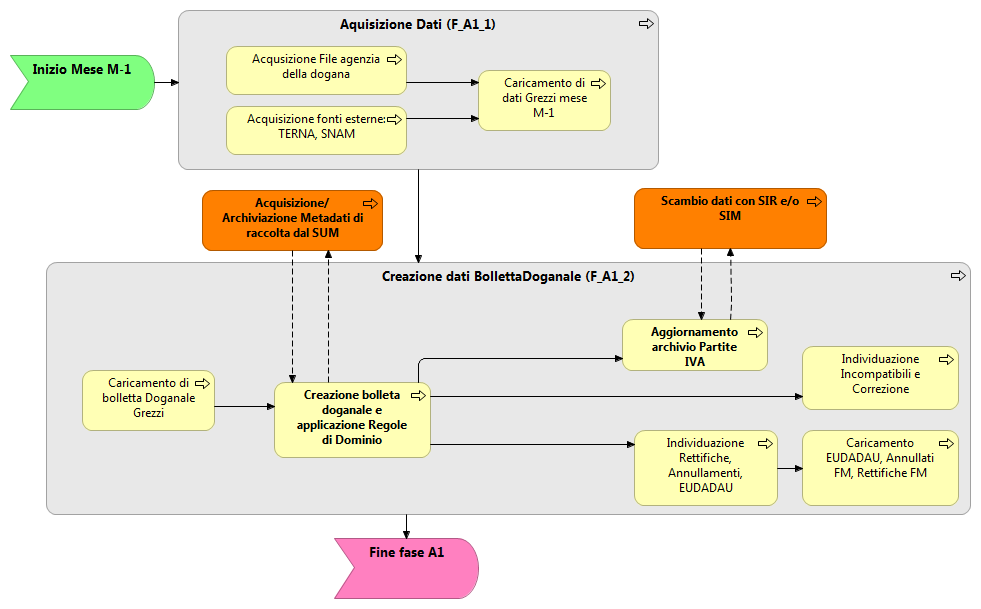 Aquisizione Dati (F_A1_1)
Inizio Mese M-1
Acqusizione File agenzia
della dogana
Caricamento di
dati Grezzi mese
M-1
Acquisizione fonti esterne:
TERNA, SNAM
Acquisizione/
Archiviazione Metadati di
raccolta dal SUM
Scambio dati con SIR e/o
SIM
Creazione dati BollettaDoganale (F_A1_2)
Aggiornamento
archivio Partite
IVA
Individuazione
Incompatibili e
Correzione
Caricamento di
bolletta Doganale
Grezzi
Creazione bolleta
doganale e
applicazione Regole
di Dominio
Individuazione
Rettifiche,
Annullamenti,
EUDADAU
Caricamento
EUDADAU, Annullati
FM, Rettifiche FM
Fine fase A1